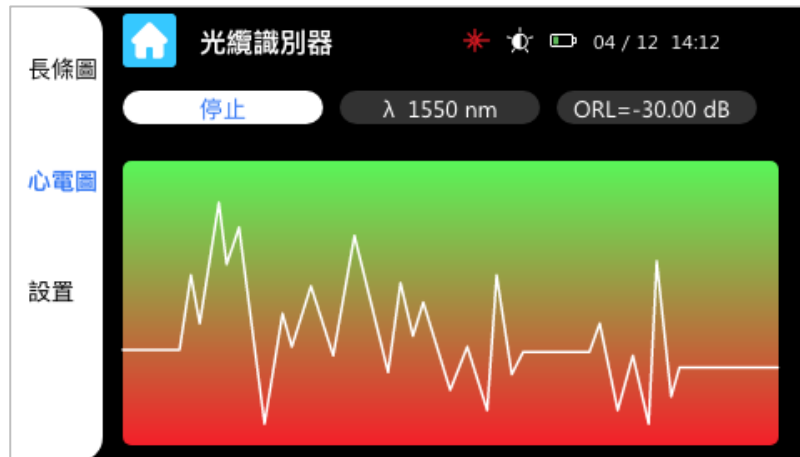 光纜識別器
04 / 12 14:12
長條圖
停止
λ 1550 nm
ORL=-30.00 dB
心電圖
設置